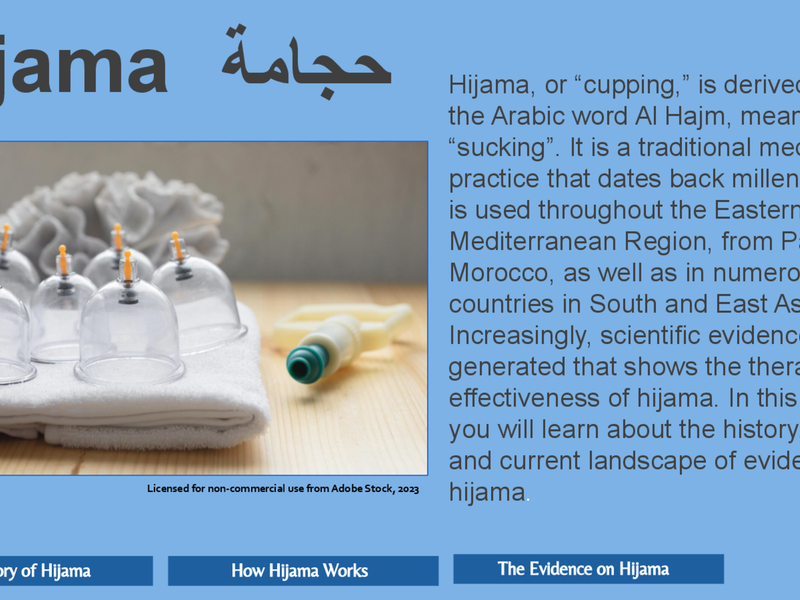 jama حجامة
Hijama, or “cupping,” is derived
the Arabic word Al Hajm, mean
“sucking”. It is a traditional med
practice that dates back millen
is used throughout the Eastern
Mediterranean Region, from Pa
Morocco, as well as in numero
countries in South and East As
Increasingly, scientific evidence
generated that shows the thera
effectiveness of hijama. In this
you will learn about the history
and current landscape of evide
hijama.
Licensed for non-commercial use from Adobe Stock, 2023
ory of Hijama
How Hijama Works
The Evidence on Hijama